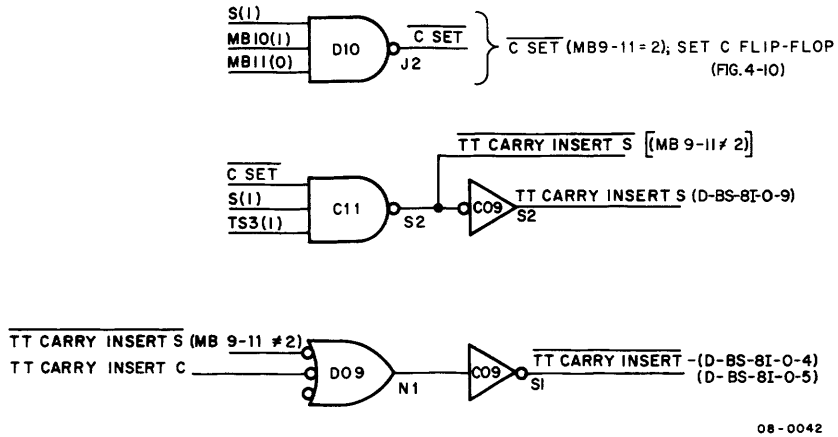 S(1)
MB10(1)
MB11(0)
D10
C SET
J2
C SET (MB9-11=2); SET C FLIP-FLOP
(FIG. 4-10)
TT CARRY INSERT S [(MB 9-11≠2)]
C SET
S(1)
TS3(1)
C11
S2
C09
S2
TT CARRY INSERT S (D-BS-8I-O-9)
TT CARRY INSERT S (MB 9-11 ≠2)
TT CARRY INSERT C
D09
N1
C09
S1
TT CARRY INSERT -(D-BS-8I-O-4)
(D-BS-8I-O-5)
08-0042